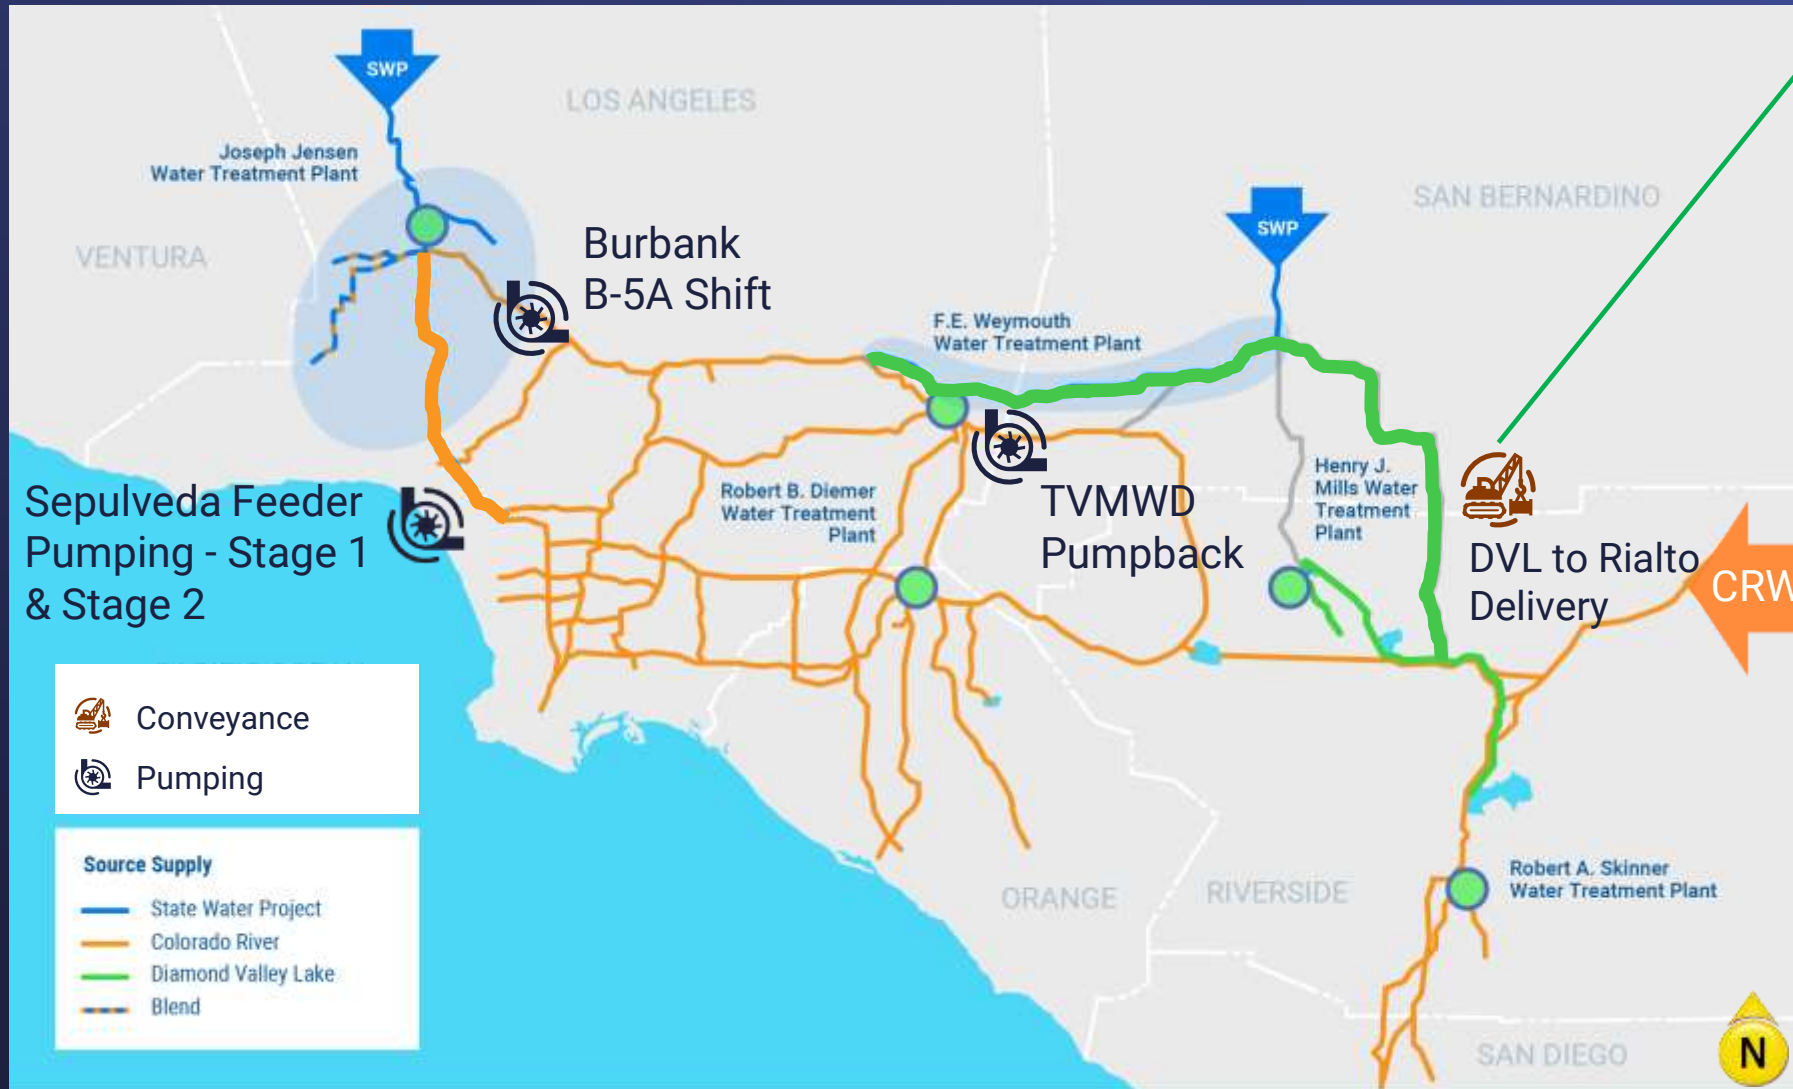 SWP
LOS ANGELES
Joseph Jensen
Water Treatment Plant
SAN BERNARDINO
SWP
VENTURA
Burbank
B-5A Shift
F.E. Weymouth
Water Treatment Plant
Sepulveda Feeder
Pumping - Stage 1
& Stage 2
Robert B. Diemer
Water Treatment
Plant
TVMWD
Pumpback
Henry J.
Mills Water
Treatment
Plant
DVL to Rialto
Delivery
CRW
Conveyance
Pumping
Source Supply
State Water Project
Colorado River
Diamond Valley Lake
Blend
ORANGE
RIVERSIDE
Robert A. Skinner
Water Treatment Plant
SAN DIEGO
N